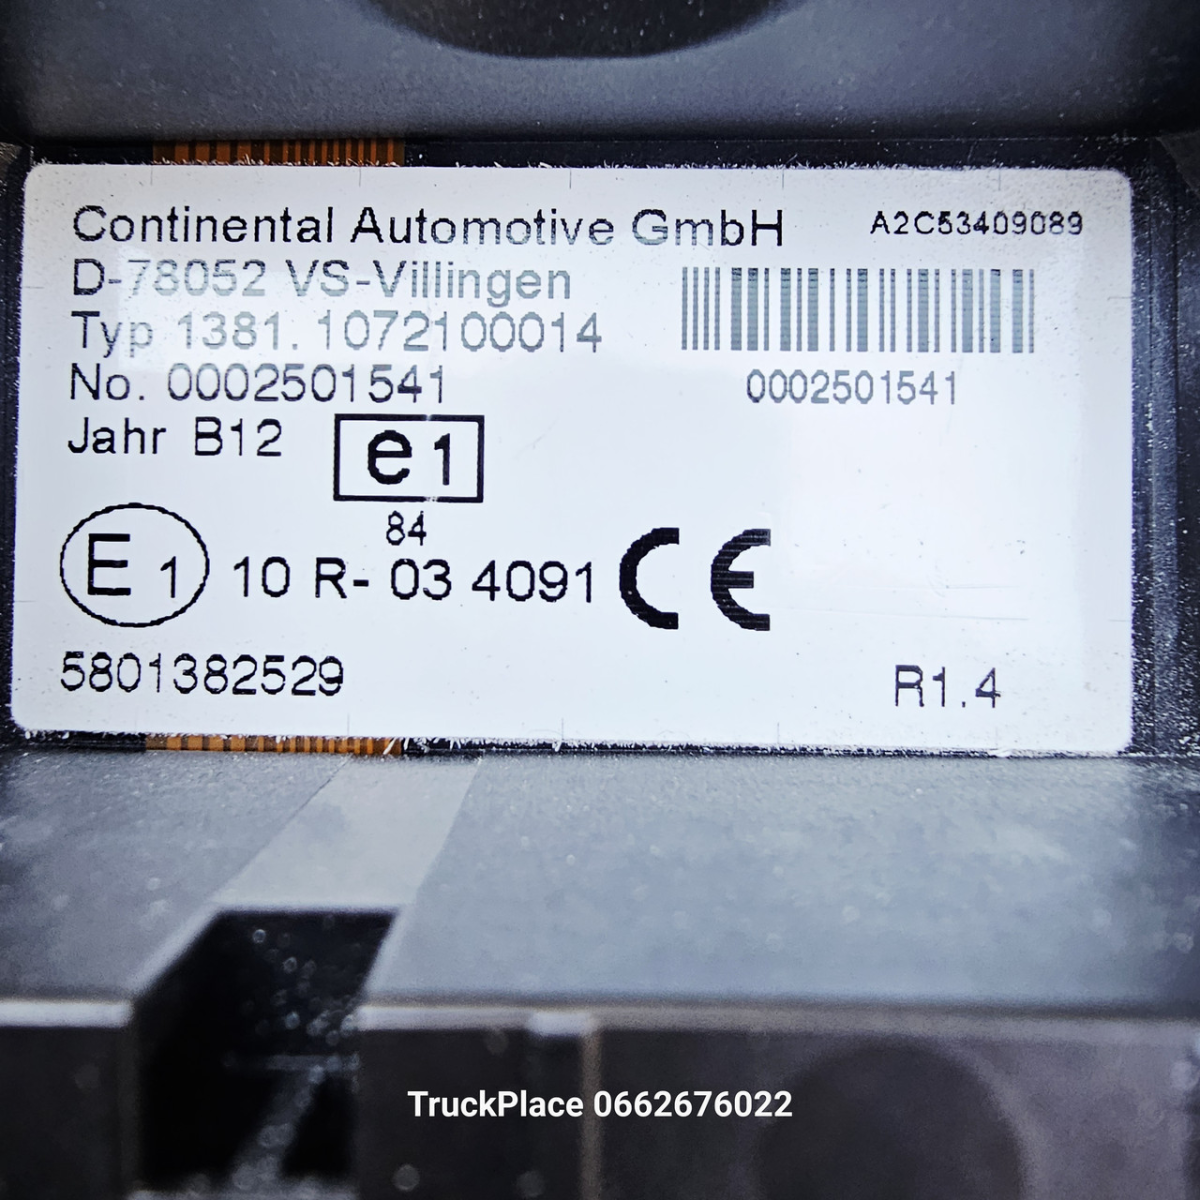 Continental Automotive GmbH A2C53409089
D-78052 VS-Villingen
Typ 1381.1072100014
No. 0002501541 0002501541
Jahr B12 e1
84
E1 10 R- 03 4091 CE
5801382529 R1.4
TruckPlace 0662676022